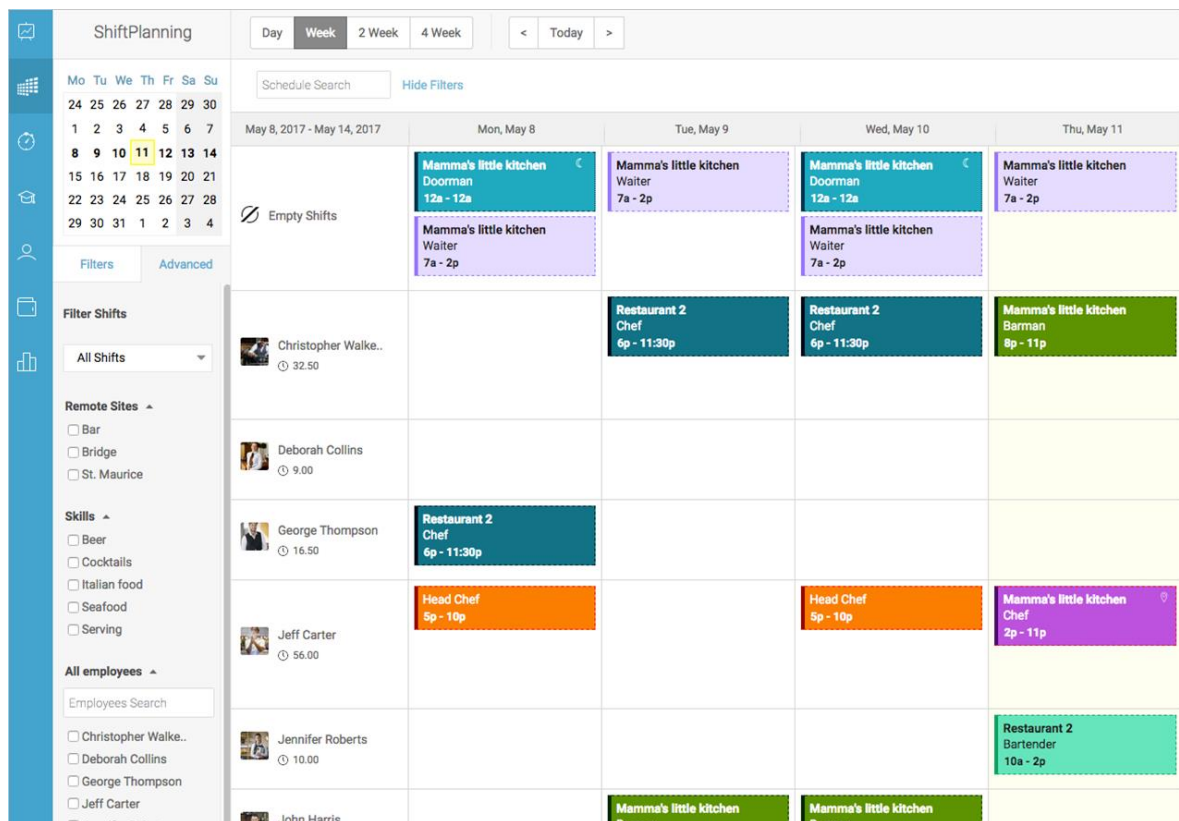 ShiftPlanning
Day Week 2 Week 4 Week < Today >
Mo Tu We Th Fr Sa Su
24 25 26 27 28 29 30
1 2 3 4 5 6 7
8 9 10 11 12 13 14
15 16 17 18 19 20 21
22 23 24 25 26 27 28
29 30 31 1 2 3 4
Filters Advanced
Filter Shifts
All Shifts
Remote Sites
Bar
Bridge
St. Maurice
Skills
Beer
Cocktails
Italian food
Seafood
Serving
All employees
Employees Search
Christopher Walke..
Deborah Collins
George Thompson
Jeff Carter
Schedule Search Hide Filters
May 8, 2017 - May 14, 2017 Mon, May 8 Tue, May 9 Wed, May 10 Thu, May 11
Empty Shifts
Mamma's little kitchen
Doorman
12a - 12a
Mamma's little kitchen
Waiter
7a - 2p
Mamma's little kitchen
Waiter
7a - 2p
Mamma's little kitchen
Doorman
12a - 12a
Mamma's little kitchen
Waiter
7a - 2p
Mamma's little kitchen
Waiter
7a - 2p
Christopher Walke..
32.50
Restaurant 2
Chef
6p - 11:30p
Restaurant 2
Chef
6p - 11:30p
Mamma's little kitchen
Barman
8p - 11p
Deborah Collins
9.00
George Thompson
16.50
Restaurant 2
Chef
6p - 11:30p
Jeff Carter
56.00
Head Chef
5p - 10p
Head Chef
5p - 10p
Mamma's little kitchen
Chef
2p - 11p
Jennifer Roberts
10.00
Restaurant 2
Bartender
10a - 2p
John Harris
Mamma's little kitchen
Mamma's little kitchen